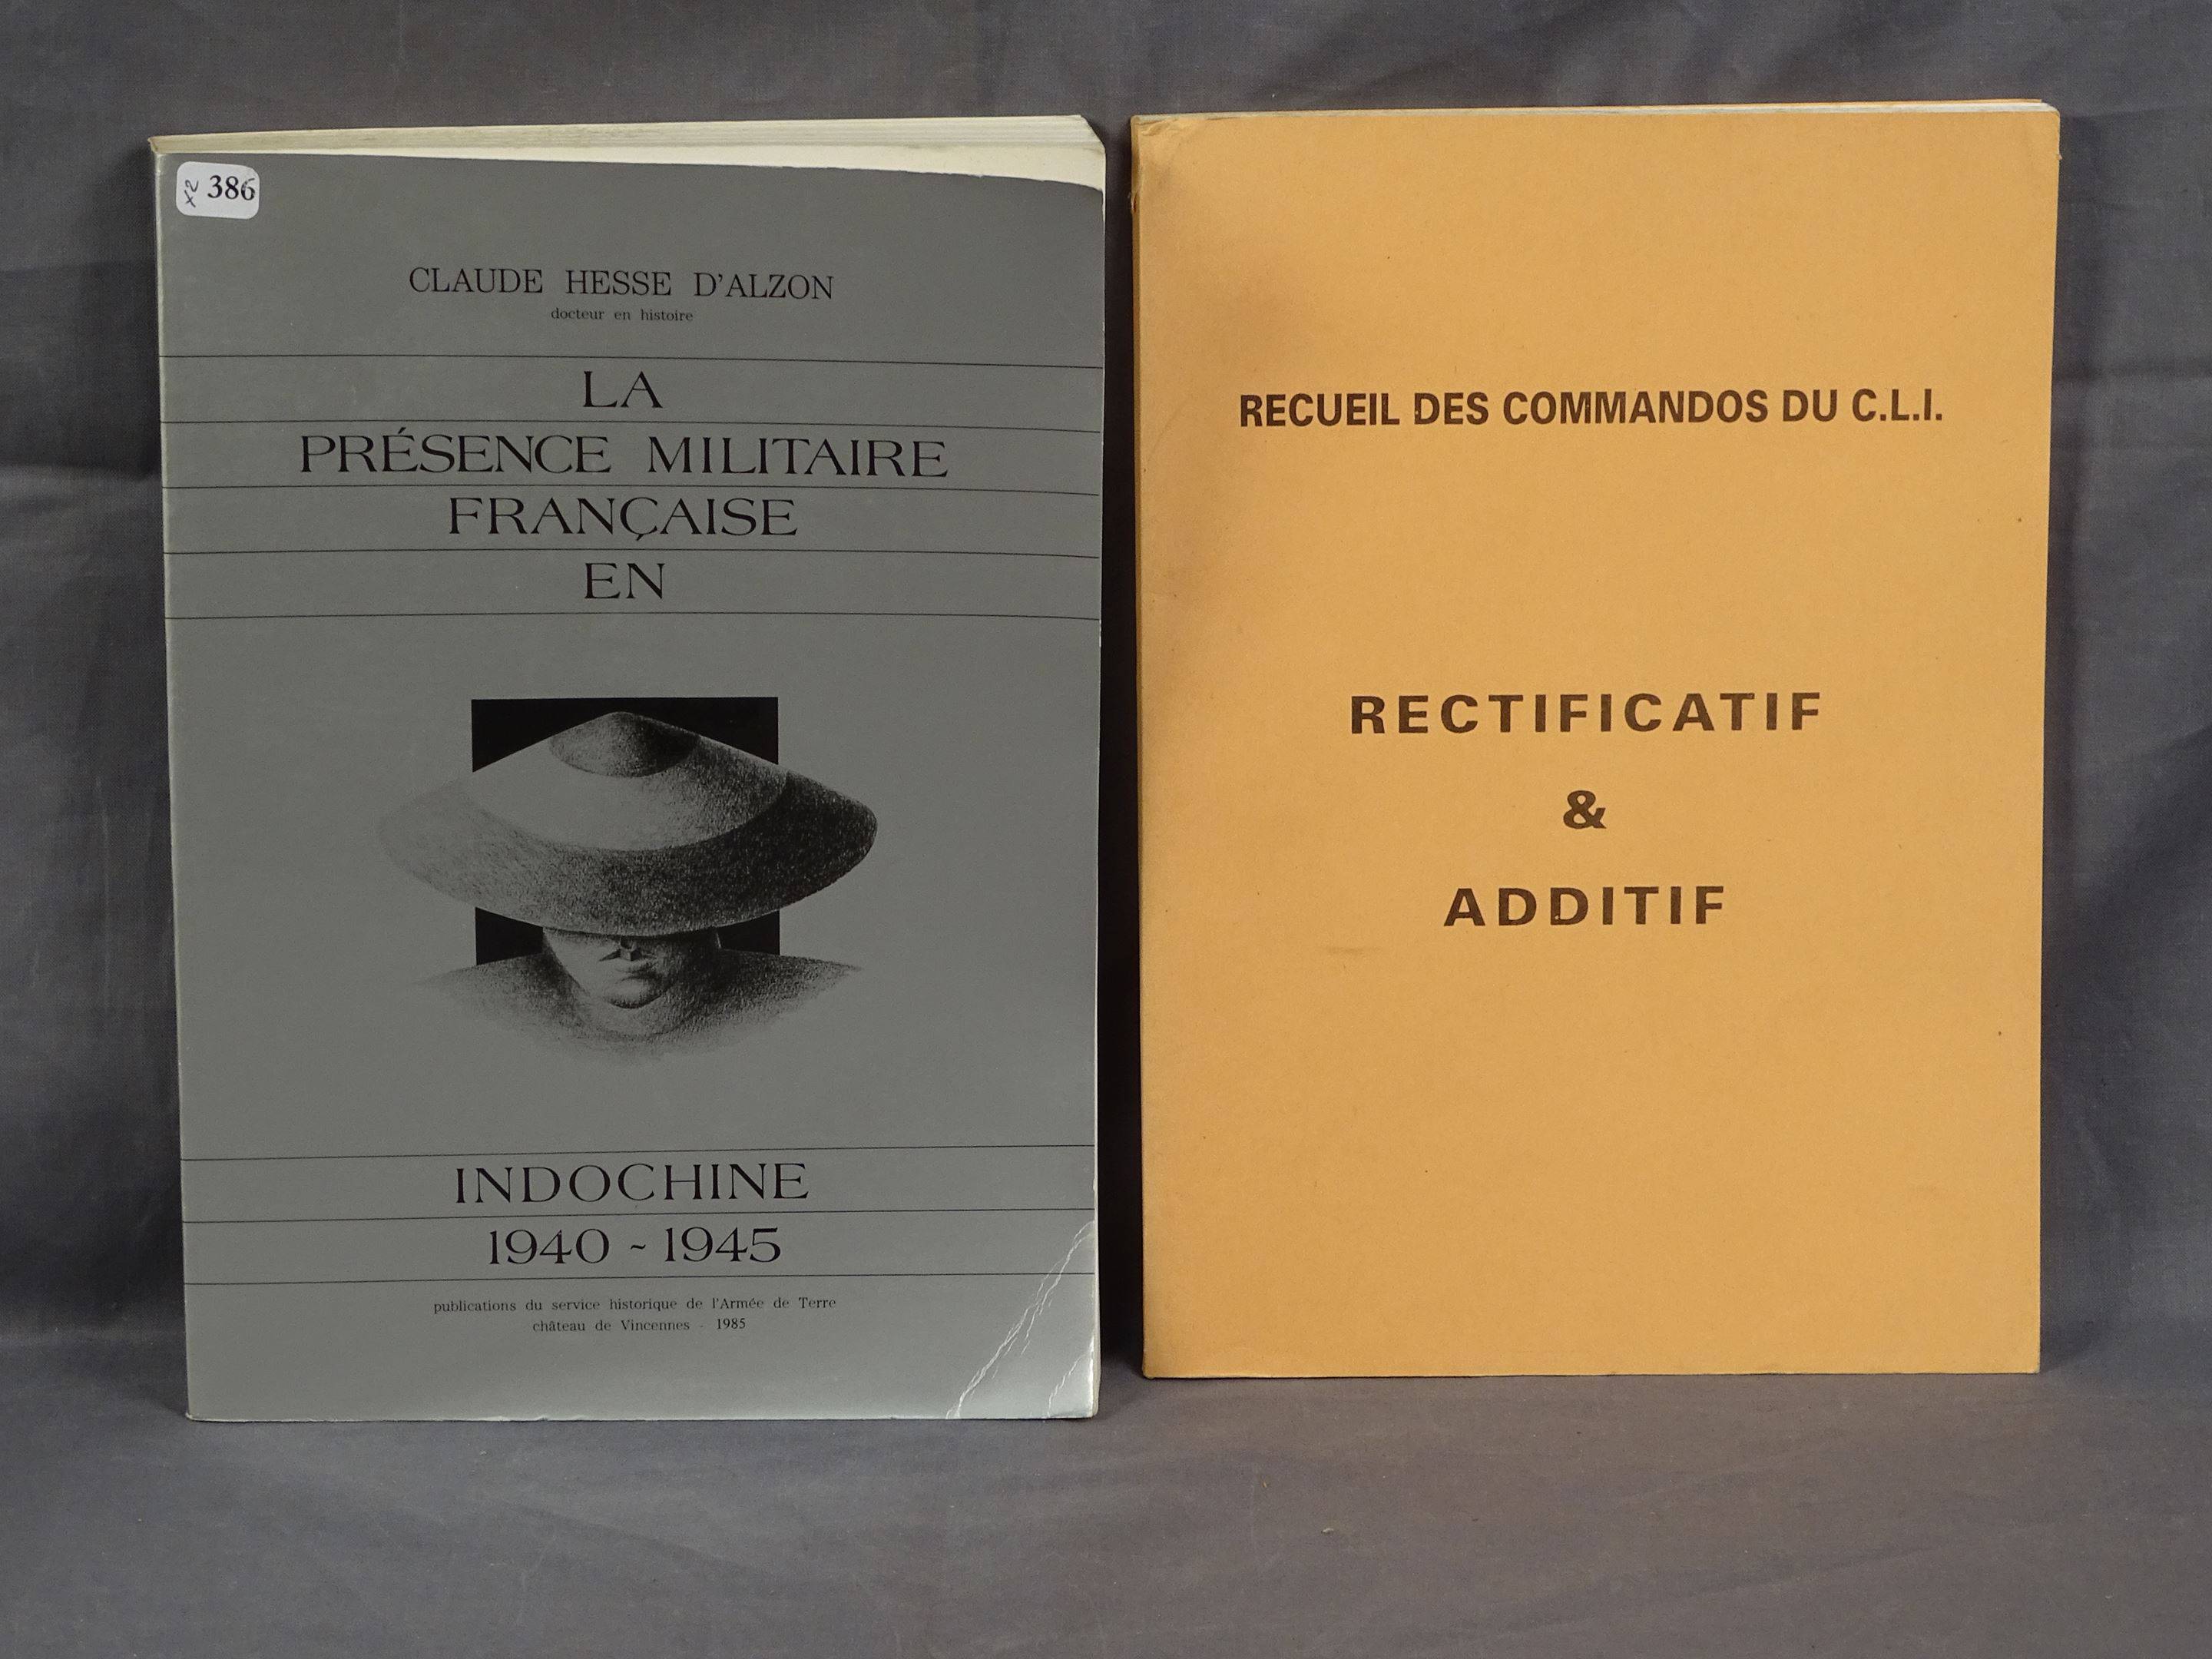 x2 386
CLAUDE HESSE D'ALZON
docteur en histoire
LA
PRÉSENCE MILITAIRE
FRANÇAISE
EN
INDOCHINE
1940 ~ 1945
publications du service historique de l'Armée de Terre
château de Vincennes - 1985
RECUEIL DES COMMANDOS DU C.L.I.
RECTIFICATIF
&
ADDITIF